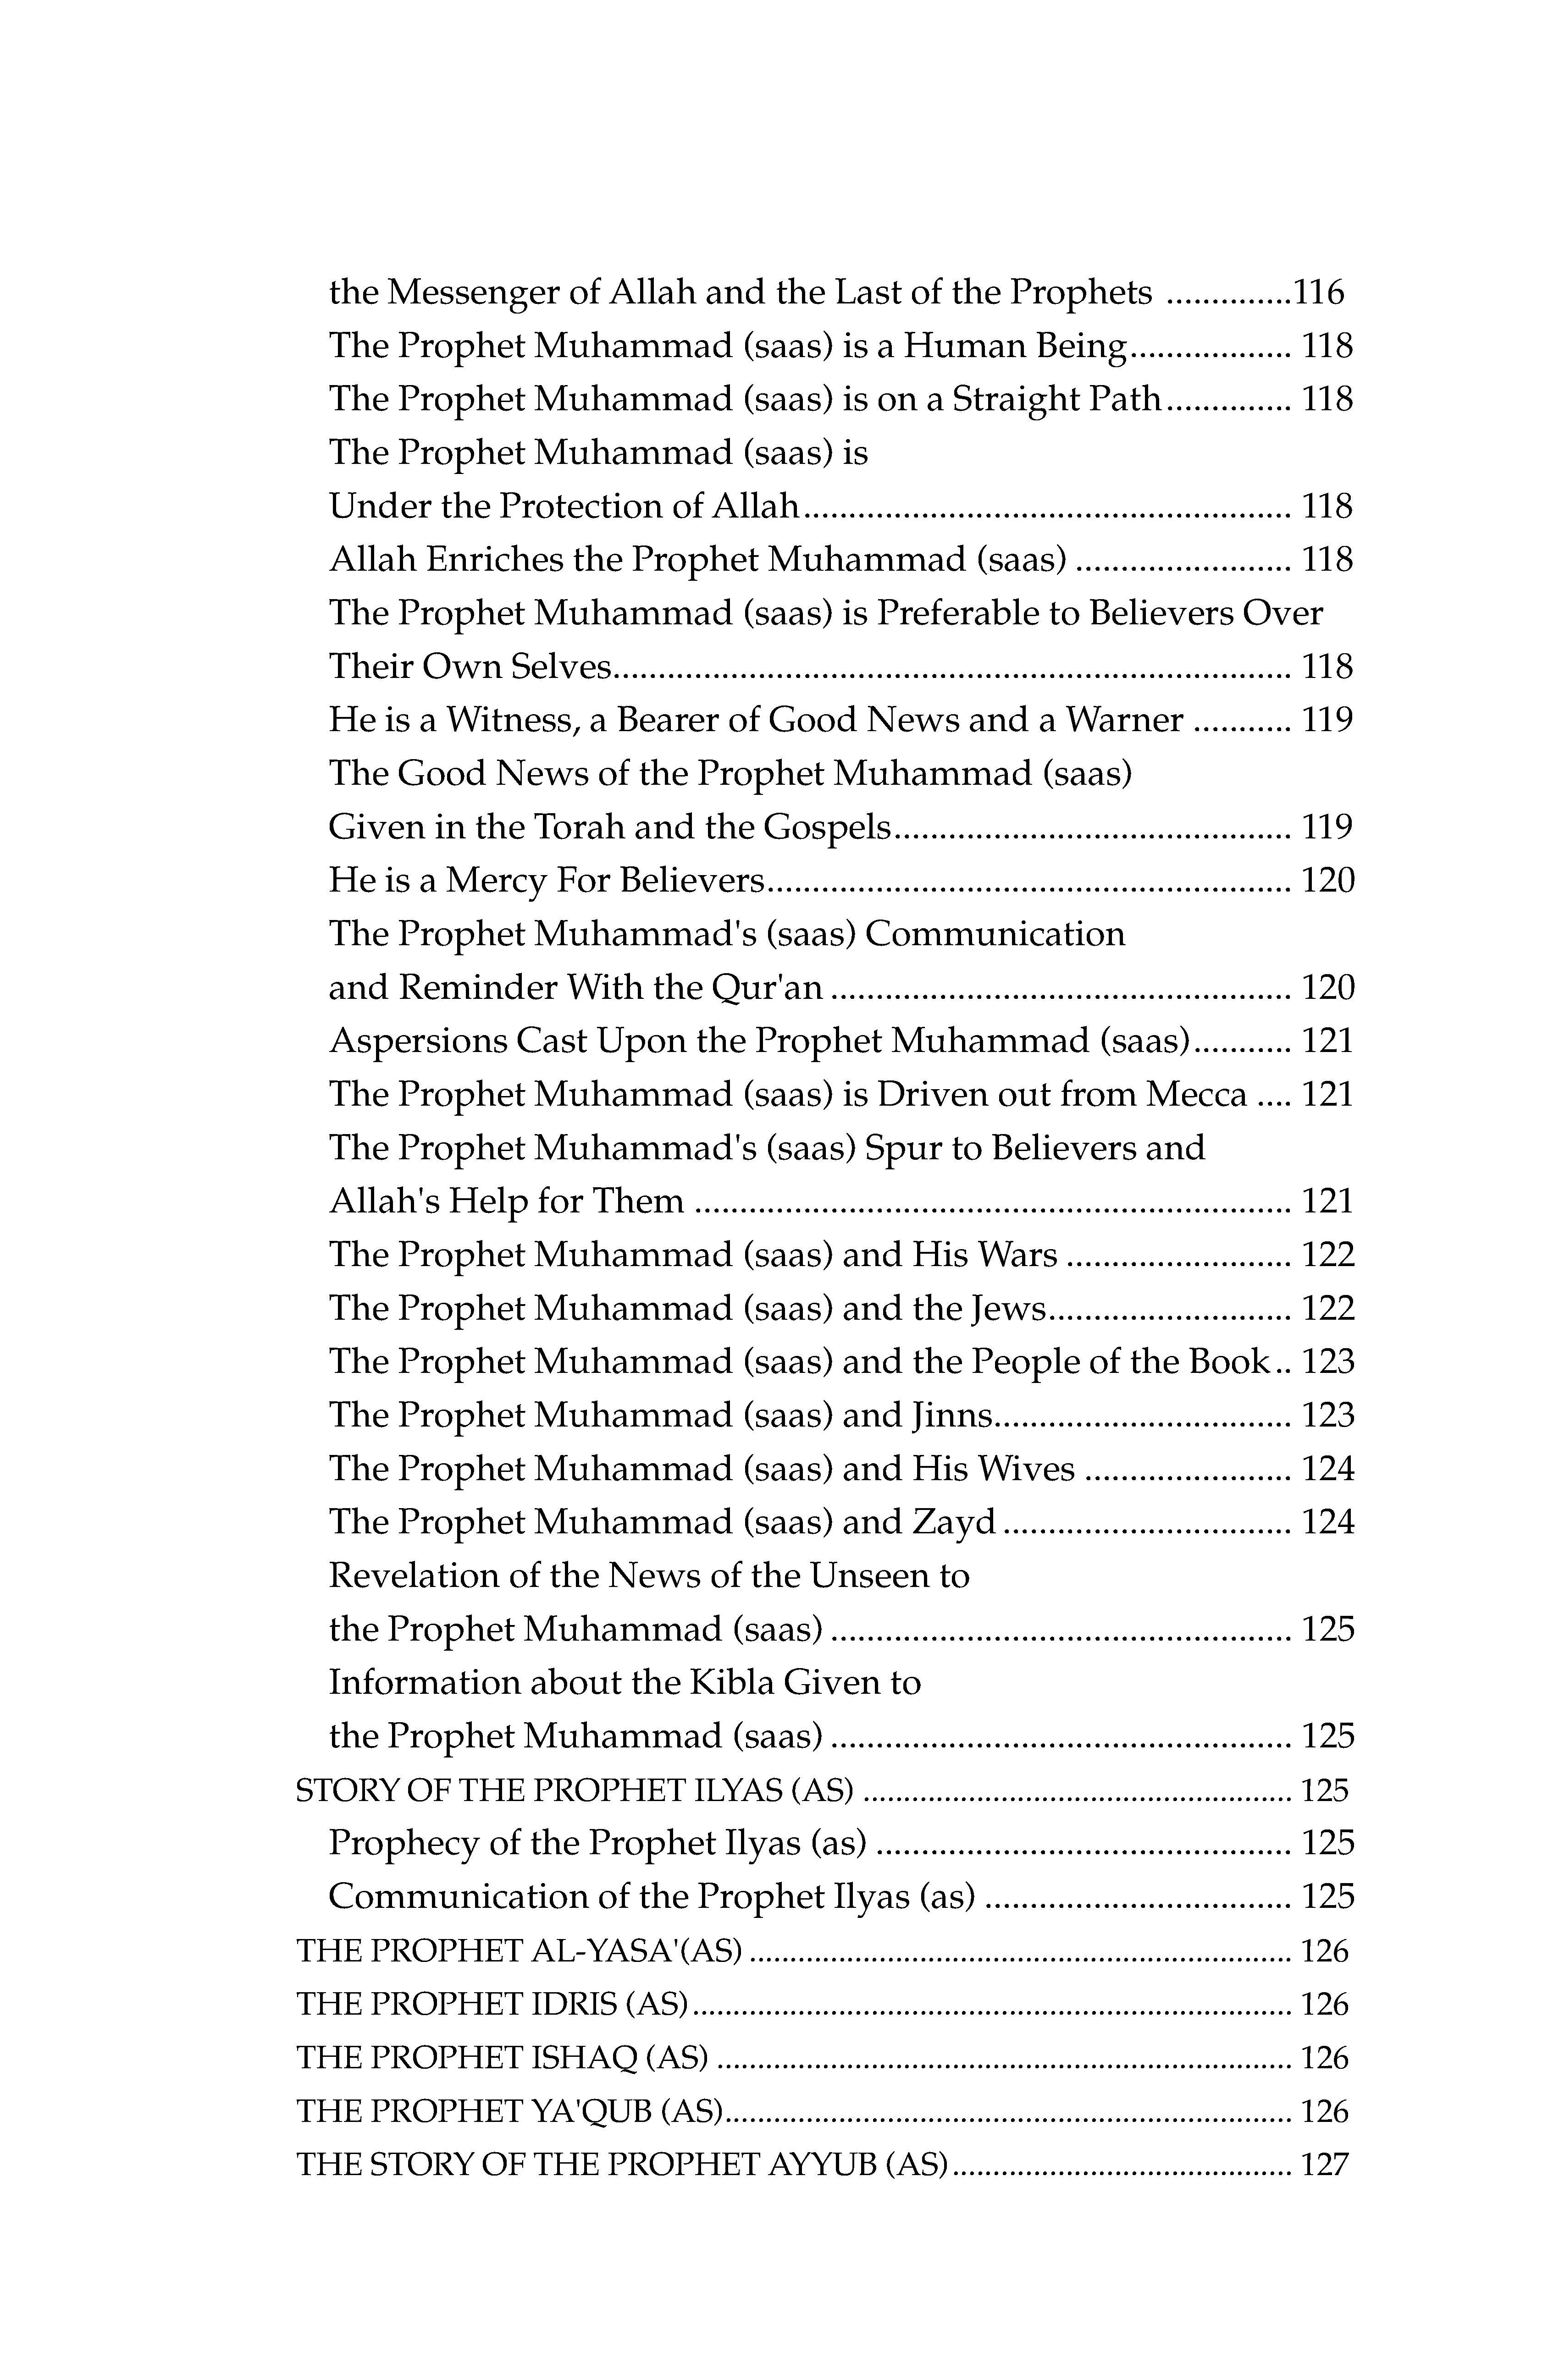 the Messenger of Allah and the Last of the Prophets ..............116
The Prophet Muhammad (saas) is a Human Being.................. 118
The Prophet Muhammad (saas) is on a Straight Path.............. 118
The Prophet Muhammad (saas) is
Under the Protection of Allah...................................................... 118
Allah Enriches the Prophet Muhammad (saas) ........................ 118
The Prophet Muhammad (saas) is Preferable to Believers Over
Their Own Selves........................................................................... 118
He is a Witness, a Bearer of Good News and a Warner ........... 119
The Good News of the Prophet Muhammad (saas)
Given in the Torah and the Gospels............................................ 119
He is a Mercy For Believers.......................................................... 120
The Prophet Muhammad's (saas) Communication
and Reminder With the Qur'an ................................................... 120
Aspersions Cast Upon the Prophet Muhammad (saas)........... 121
The Prophet Muhammad (saas) is Driven out from Mecca .... 121
The Prophet Muhammad's (saas) Spur to Believers and
Allah's Help for Them .................................................................. 121
The Prophet Muhammad (saas) and His Wars ......................... 122
The Prophet Muhammad (saas) and the Jews........................... 122
The Prophet Muhammad (saas) and the People of the Book.. 123
The Prophet Muhammad (saas) and Jinns................................. 123
The Prophet Muhammad (saas) and His Wives ....................... 124
The Prophet Muhammad (saas) and Zayd ................................ 124
Revelation of the News of the Unseen to
the Prophet Muhammad (saas) ................................................... 125
Information about the Kibla Given to
the Prophet Muhammad (saas) ................................................... 125
STORY OF THE PROPHET ILYAS (AS) ..................................................... 125
Prophecy of the Prophet Ilyas (as) .............................................. 125
Communication of the Prophet Ilyas (as) .................................. 125
THE PROPHET AL-YASA'(AS) ................................................................... 126
THE PROPHET IDRIS (AS).......................................................................... 126
THE PROPHET ISHAQ (AS) ....................................................................... 126
THE PROPHET YA'QUB (AS)...................................................................... 126
THE STORY OF THE PROPHET AYYUB (AS).......................................... 127